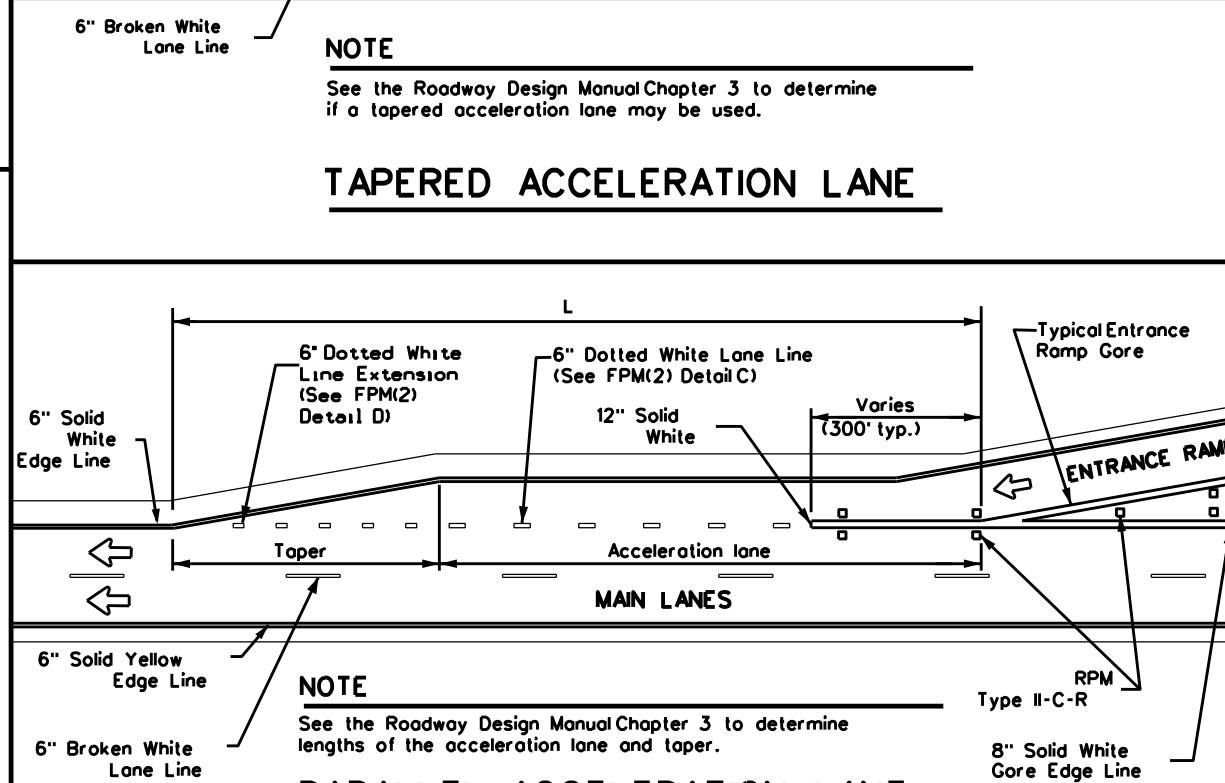 6" Broken White
Lane Line
NOTE
See the Roadway Design Manual Chapter 3 to determine
if a tapered acceleration lane may be used.
TAPERED ACCELERATION LANE
L
6" Dotted White
Line Extension
(See FPM(2)
Detail D)
6" Dotted White Lane Line
(See FPM(2) Detail C)
Typical Entrance
Ramp Gore
12" Solid
White
Varies
(300' typ.)
6" Solid
White
Edge Line
ENTRANCE RAMP
Taper
Acceleration lane
MAIN LANES
6" Solid Yellow
Edge Line
NOTE
See the Roadway Design Manual Chapter 3 to determine
lengths of the acceleration lane and taper.
RPM
Type II-C-R
6" Broken White
Lane Line
8" Solid White
Gore Edge Line
PARALLEL ACCELERATION LANE